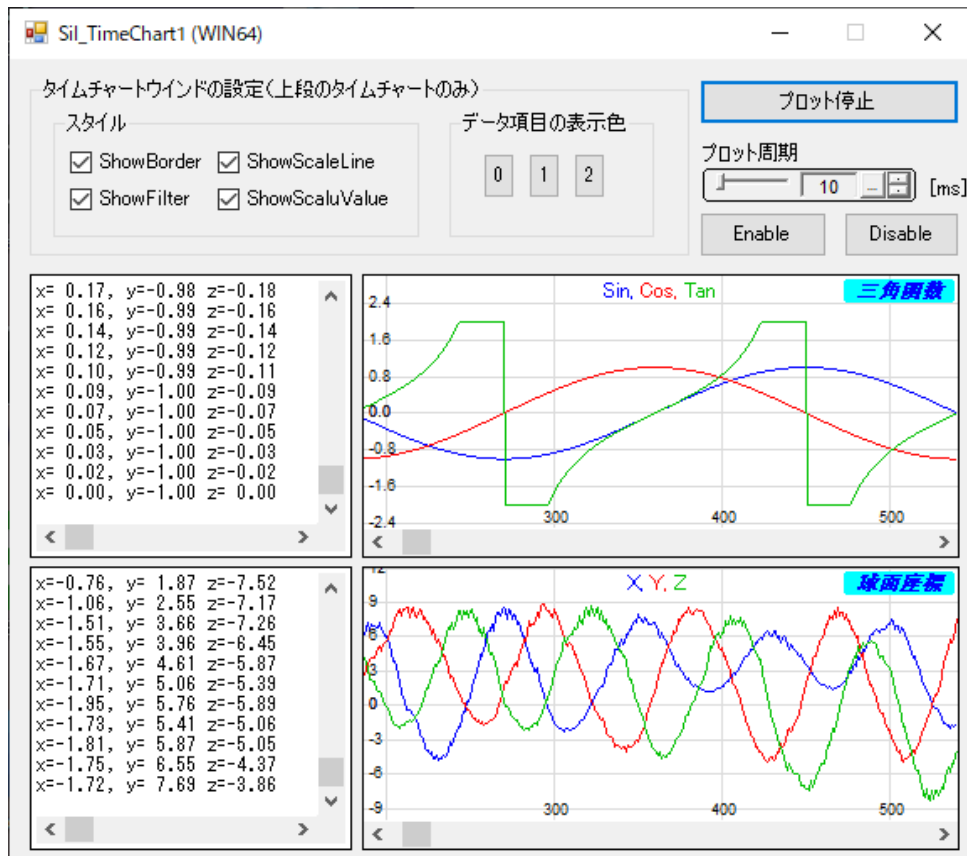 Sil_TimeChart1 (WIN64)
タイムチャートウインドの設定(上段のタイムチャートのみ)
スタイル
ShowBorder
ShowScaleLine
ShowFilter
ShowScaluValue
データ項目の表示色
0
1
2
プロット停止
プロット周期
10
...
[ms]
Enable
Disable
x= 0.17, y=-0.98 z=-0.18
x= 0.16, y=-0.99 z=-0.16
x= 0.14, y=-0.99 z=-0.14
x= 0.12, y=-0.99 z=-0.12
x= 0.10, y=-0.99 z=-0.11
x= 0.09, y=-1.00 z=-0.09
x= 0.07, y=-1.00 z=-0.07
x= 0.05, y=-1.00 z=-0.05
x= 0.03, y=-1.00 z=-0.03
x= 0.02, y=-1.00 z=-0.02
x= 0.00, y=-1.00 z= 0.00
Sin, Cos, Tan
三角函数
2.4
1.6
0.8
0.0
-0.8
-1.6
-2.4
300
400
500
x=-0.76, y= 1.87 z=-7.52
x=-1.06, y= 2.55 z=-7.17
x=-1.51, y= 3.66 z=-7.26
x=-1.55, y= 3.96 z=-6.45
x=-1.67, y= 4.61 z=-5.87
x=-1.71, y= 5.06 z=-5.39
x=-1.95, y= 5.76 z=-5.89
x=-1.73, y= 5.41 z=-5.06
x=-1.81, y= 5.87 z=-5.05
x=-1.75, y= 6.55 z=-4.37
x=-1.72, y= 7.69 z=-3.86
X, Y, Z
球面座標
12
9
6
3
0
-3
-6
-9
300
400
500